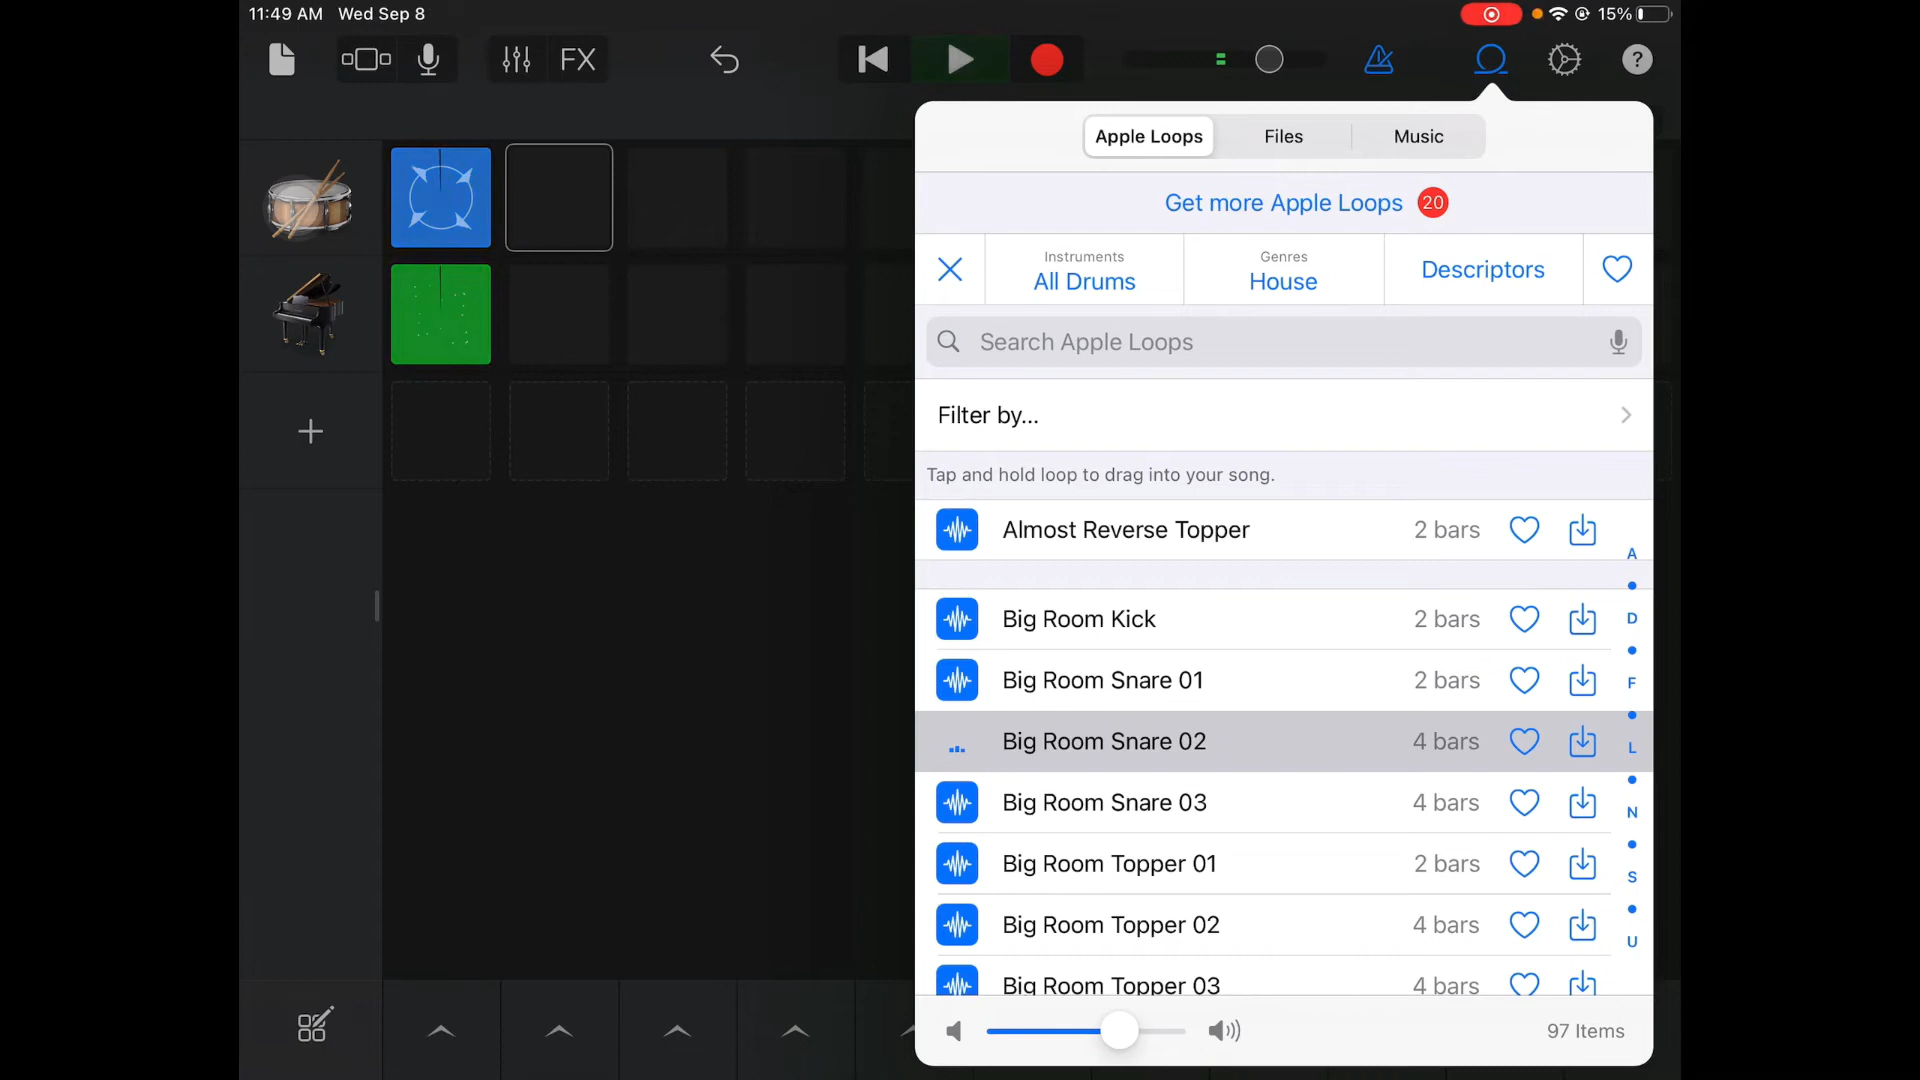 11:49 AM Wed Sep 8
15%
FX
?
Apple Loops Files Music
Get more Apple Loops 20
Instruments
All Drums
Genres
House
Descriptors
Search Apple Loops
Filter by...
Tap and hold loop to drag into your song.
Almost Reverse Topper 2 bars
Big Room Kick 2 bars
Big Room Snare 01 2 bars
Big Room Snare 02 4 bars
Big Room Snare 03 4 bars
Big Room Topper 01 2 bars
Big Room Topper 02 4 bars
Big Room Topper 03 4 bars
A
D
F
L
N
S
U
97 Items